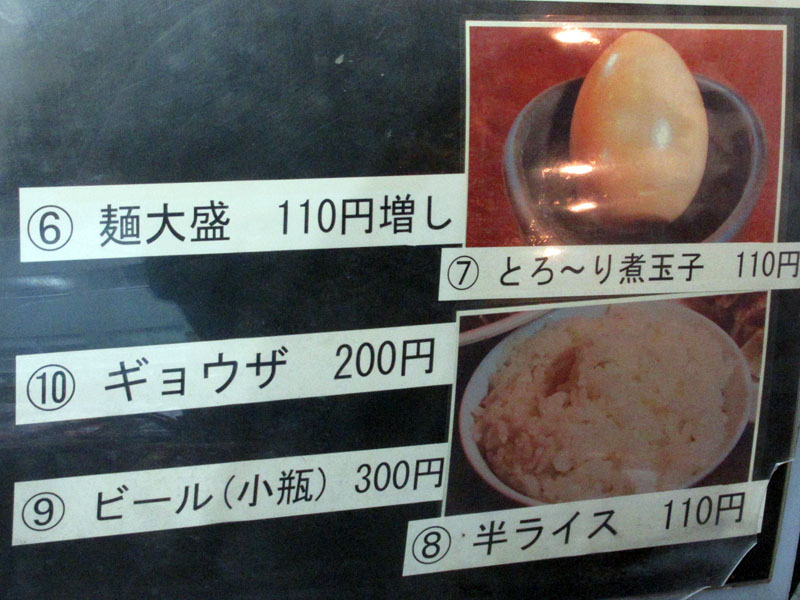 ⑥ 麺大盛 110円増し
⑦ とろ～り煮玉子 110円
⑩ ギョウザ 200円
⑨ ビール(小瓶) 300円
⑧ 半ライス 110円